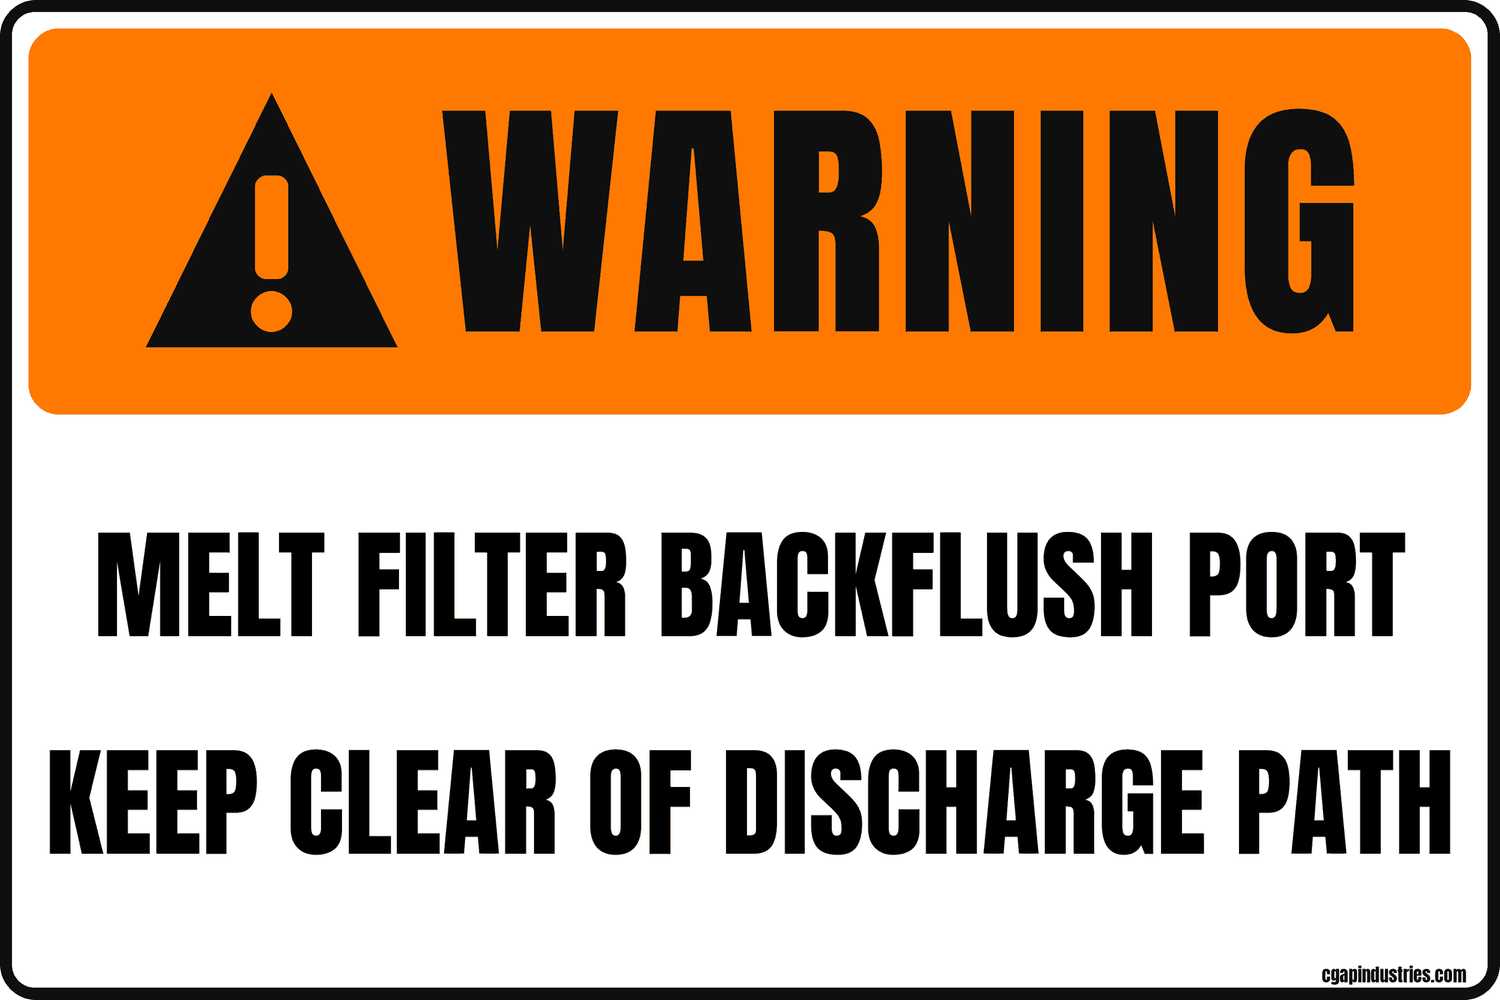 WARNING
MELT FILTER BACKFLUSH PORT
KEEP CLEAR OF DISCHARGE PATH
cgapindustries.com